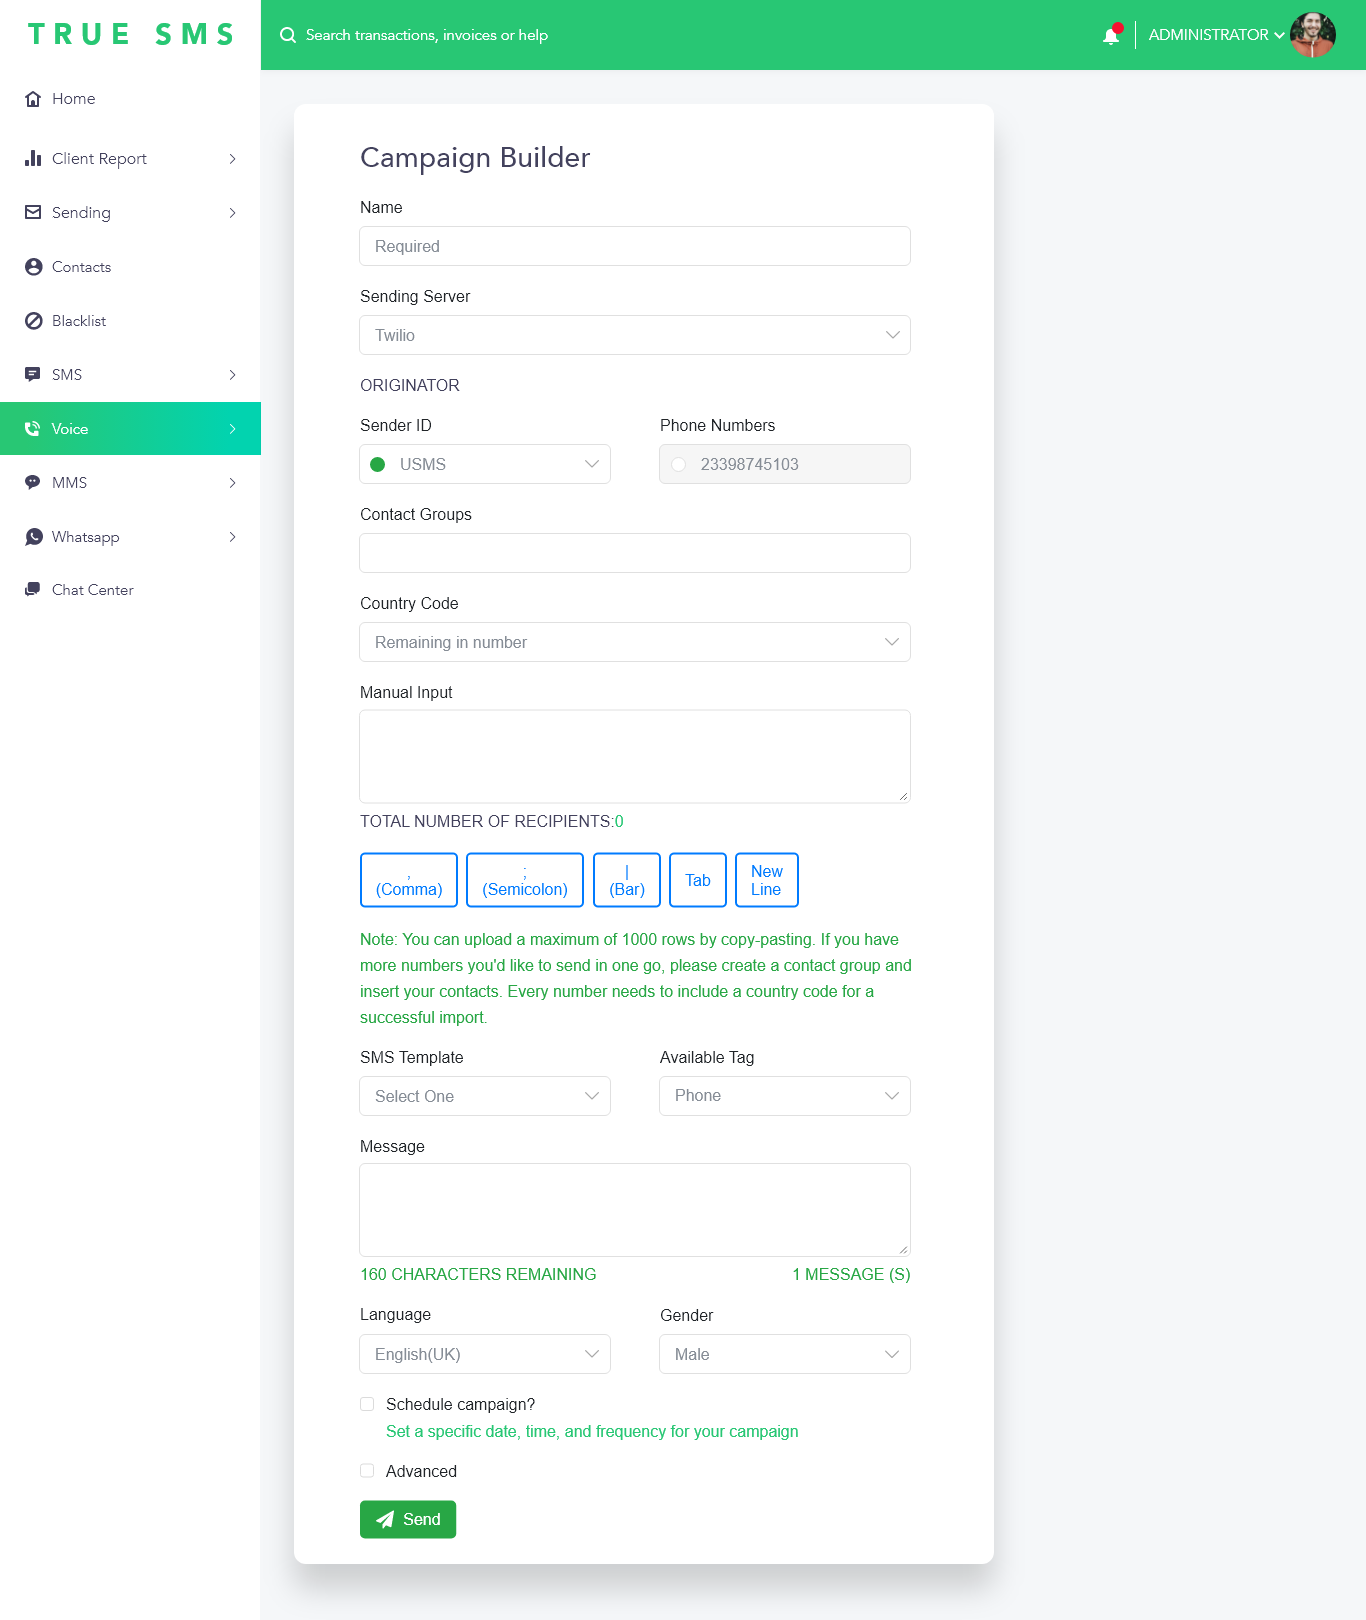 TRUE SMS
Search transactions, invoices or help
ADMINISTRATOR
Home
Client Report
Sending
Contacts
Blacklist
SMS
Voice
MMS
Whatsapp
Chat Center
Campaign Builder
Name
Required
Sending Server
Twilio
ORIGINATOR
Sender ID
Phone Numbers
USMS
23398745103
Contact Groups
Country Code
Remaining in number
Manual Input
TOTAL NUMBER OF RECIPIENTS:0
,
(Comma)
;
(Semicolon)
|
(Bar)
Tab
New
Line
Note: You can upload a maximum of 1000 rows by copy-pasting. If you have
more numbers you'd like to send in one go, please create a contact group and
insert your contacts. Every number needs to include a country code for a
successful import.
SMS Template
Available Tag
Select One
Phone
Message
160 CHARACTERS REMAINING
1 MESSAGE (S)
Language
Gender
English(UK)
Male
Schedule campaign?
Set a specific date, time, and frequency for your campaign
Advanced
Send